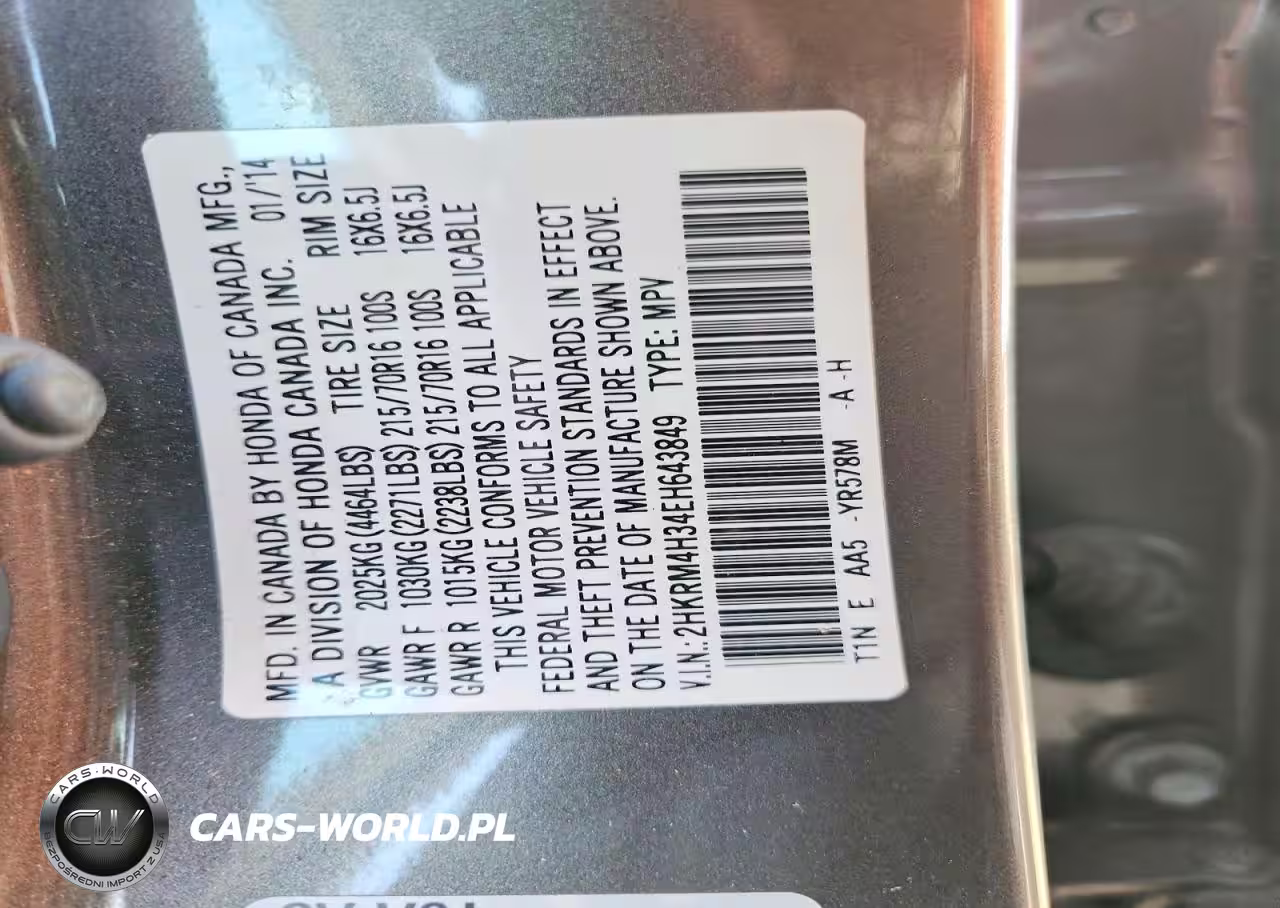 MFD. IN CANADA BY HONDA OF CANADA MFG.,
A DIVISION OF HONDA CANADA INC. 01/'14
GVWR 2025KG(4464LBS) TIRE SIZE RIM SIZE
GAWR F 1030KG(2271LBS)215/70R16 100S 16X6.5J
GAWR R 1015KG(2238LBS)215/70R16 100S 16X6.5J
THIS VEHICLE CONFORMS TO ALL APPLICABLE
FEDERAL MOTOR VEHICLE SAFETY
AND THEFT PREVENTION STANDARDS IN EFFECT
ON THE DATE OF MANUFACTURE SHOWN ABOVE.
V.I.N.:2HKRM4H34EH643849 TYPE:MPV
T1N E AA5 -YR578M -A-H
CARS-WORLD
CW
BEZPOŚREDNI IMPORT Z USA
CARS-WORLD.PL